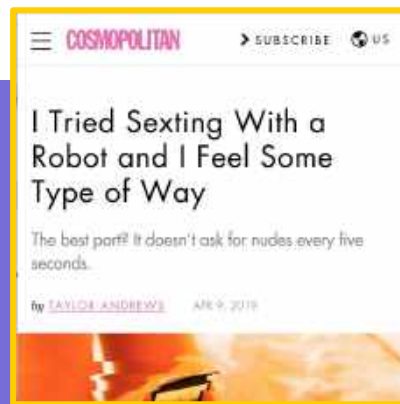 COSMOPOLITAN
SUBSCRIBE
US
I Tried Sexting With a
Robot and I Feel Some
Type of Way
The best part? It doesn't ask for nudes every five
seconds.
by TAYLOR ANDREWS APR 9, 2019